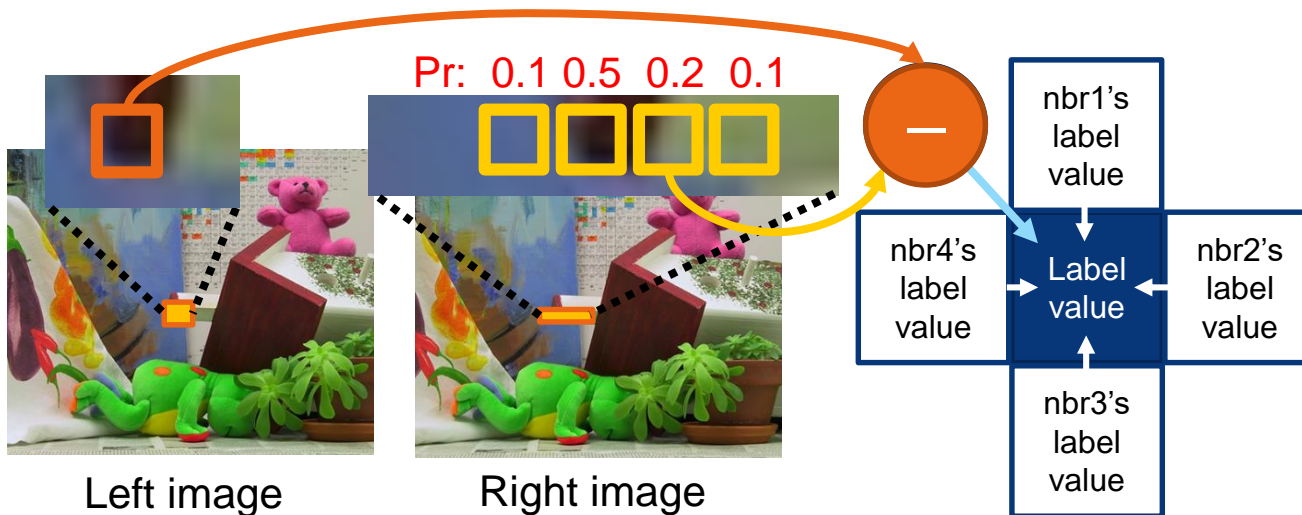 Pr: 0.1 0.5 0.2 0.1
—
nbr1's
label
value
nbr4's
label
value
Label
value
nbr2's
label
value
nbr3's
label
value
Left image
Right image